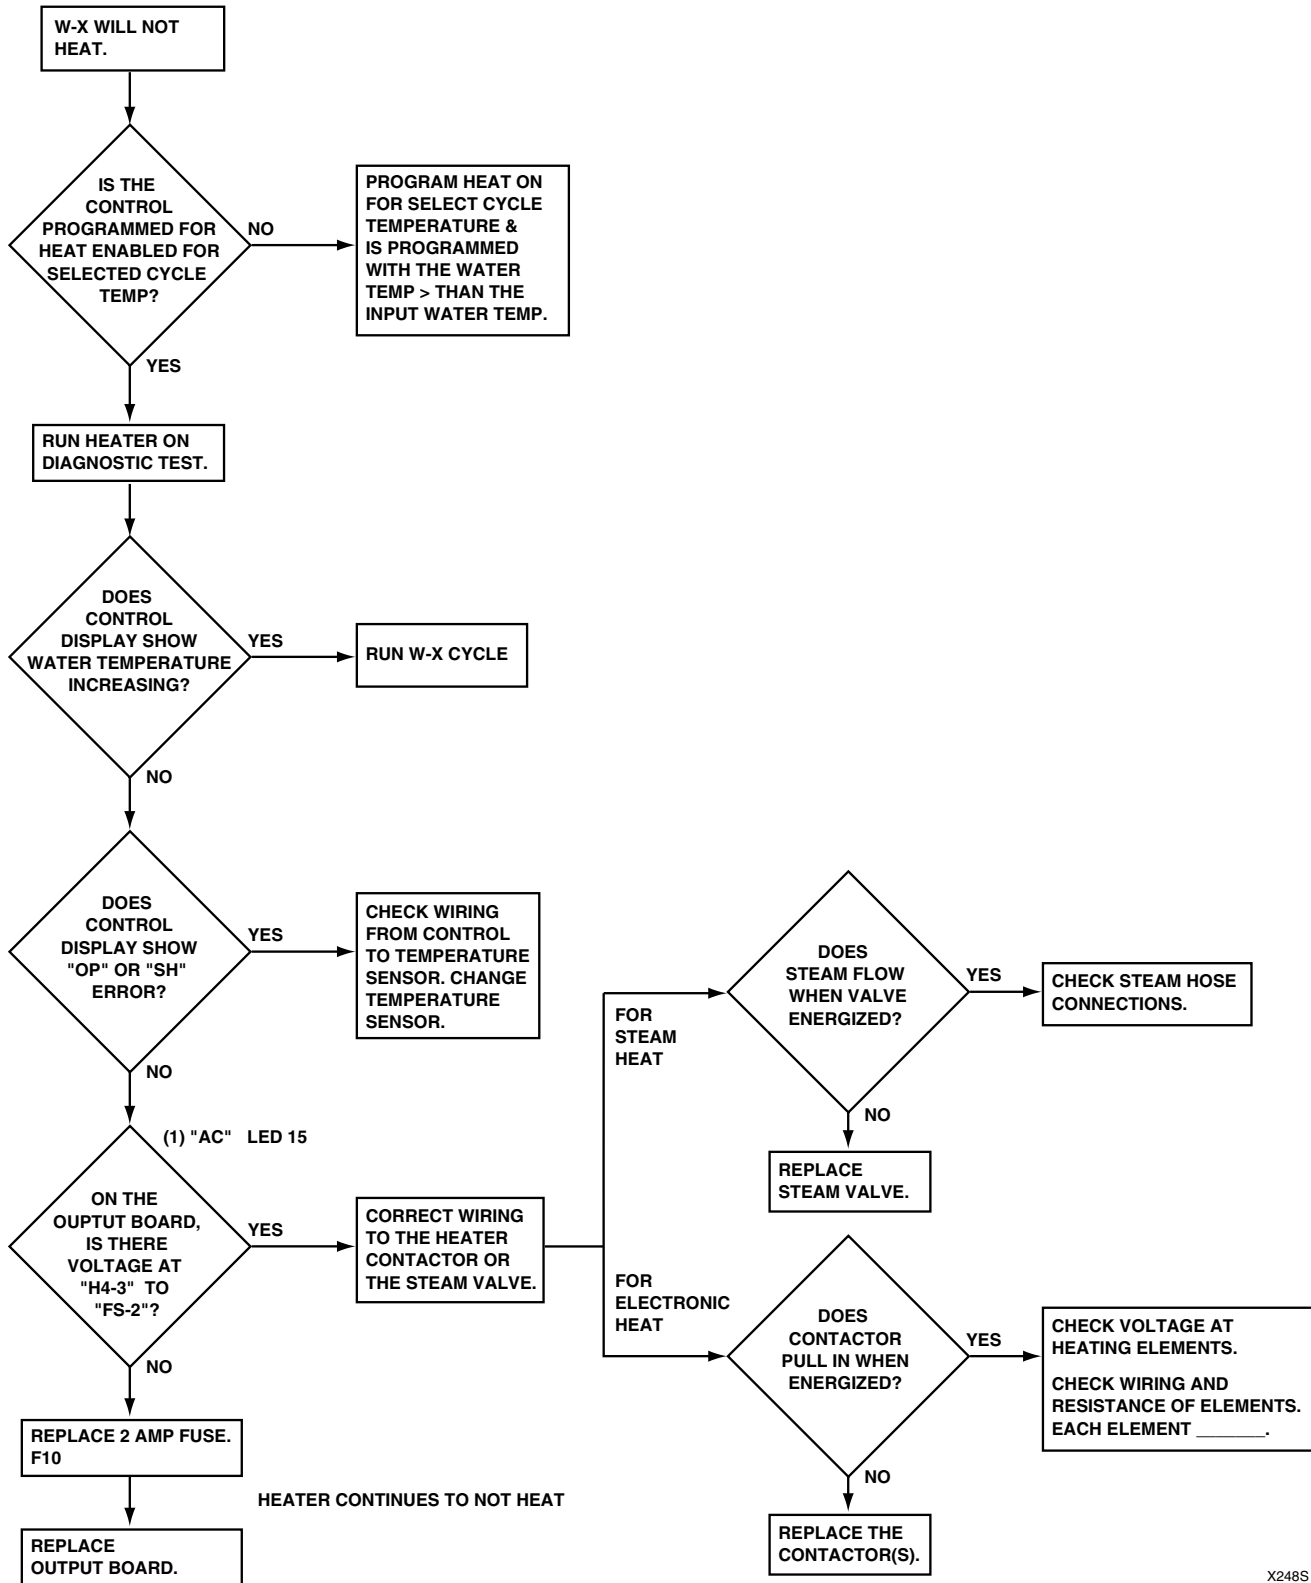 W-X WILL NOT
HEAT.
IS THE
CONTROL
PROGRAMMED FOR
HEAT ENABLED FOR
SELECTED CYCLE
TEMP?
NO
PROGRAM HEAT ON
FOR SELECT CYCLE
TEMPERATURE &
IS PROGRAMMED
WITH THE WATER
TEMP > THAN THE
INPUT WATER TEMP.
YES
RUN HEATER ON
DIAGNOSTIC TEST.
DOES
CONTROL
DISPLAY SHOW
WATER TEMPERATURE
INCREASING?
YES
RUN W-X CYCLE
NO
DOES
CONTROL
DISPLAY SHOW
"OP" OR "SH"
ERROR?
YES
CHECK WIRING
FROM CONTROL
TO TEMPERATURE
SENSOR. CHANGE
TEMPERATURE
SENSOR.
NO
(1) "AC" LED 15
ON THE
OUPTUT BOARD,
IS THERE
VOLTAGE AT
"H4-3" TO
"FS-2"?
YES
CORRECT WIRING
TO THE HEATER
CONTACTOR OR
THE STEAM VALVE.
FOR
STEAM
HEAT
DOES
STEAM FLOW
WHEN VALVE
ENERGIZED?
YES
CHECK STEAM HOSE
CONNECTIONS.
NO
REPLACE
STEAM VALVE.
FOR
ELECTRONIC
HEAT
DOES
CONTACTOR
PULL IN WHEN
ENERGIZED?
YES
CHECK VOLTAGE AT
HEATING ELEMENTS.
CHECK WIRING AND
RESISTANCE OF ELEMENTS.
EACH ELEMENT _______.
NO
REPLACE THE
CONTACTOR(S).
NO
REPLACE 2 AMP FUSE.
F10
HEATER CONTINUES TO NOT HEAT
REPLACE
OUTPUT BOARD.
X248S